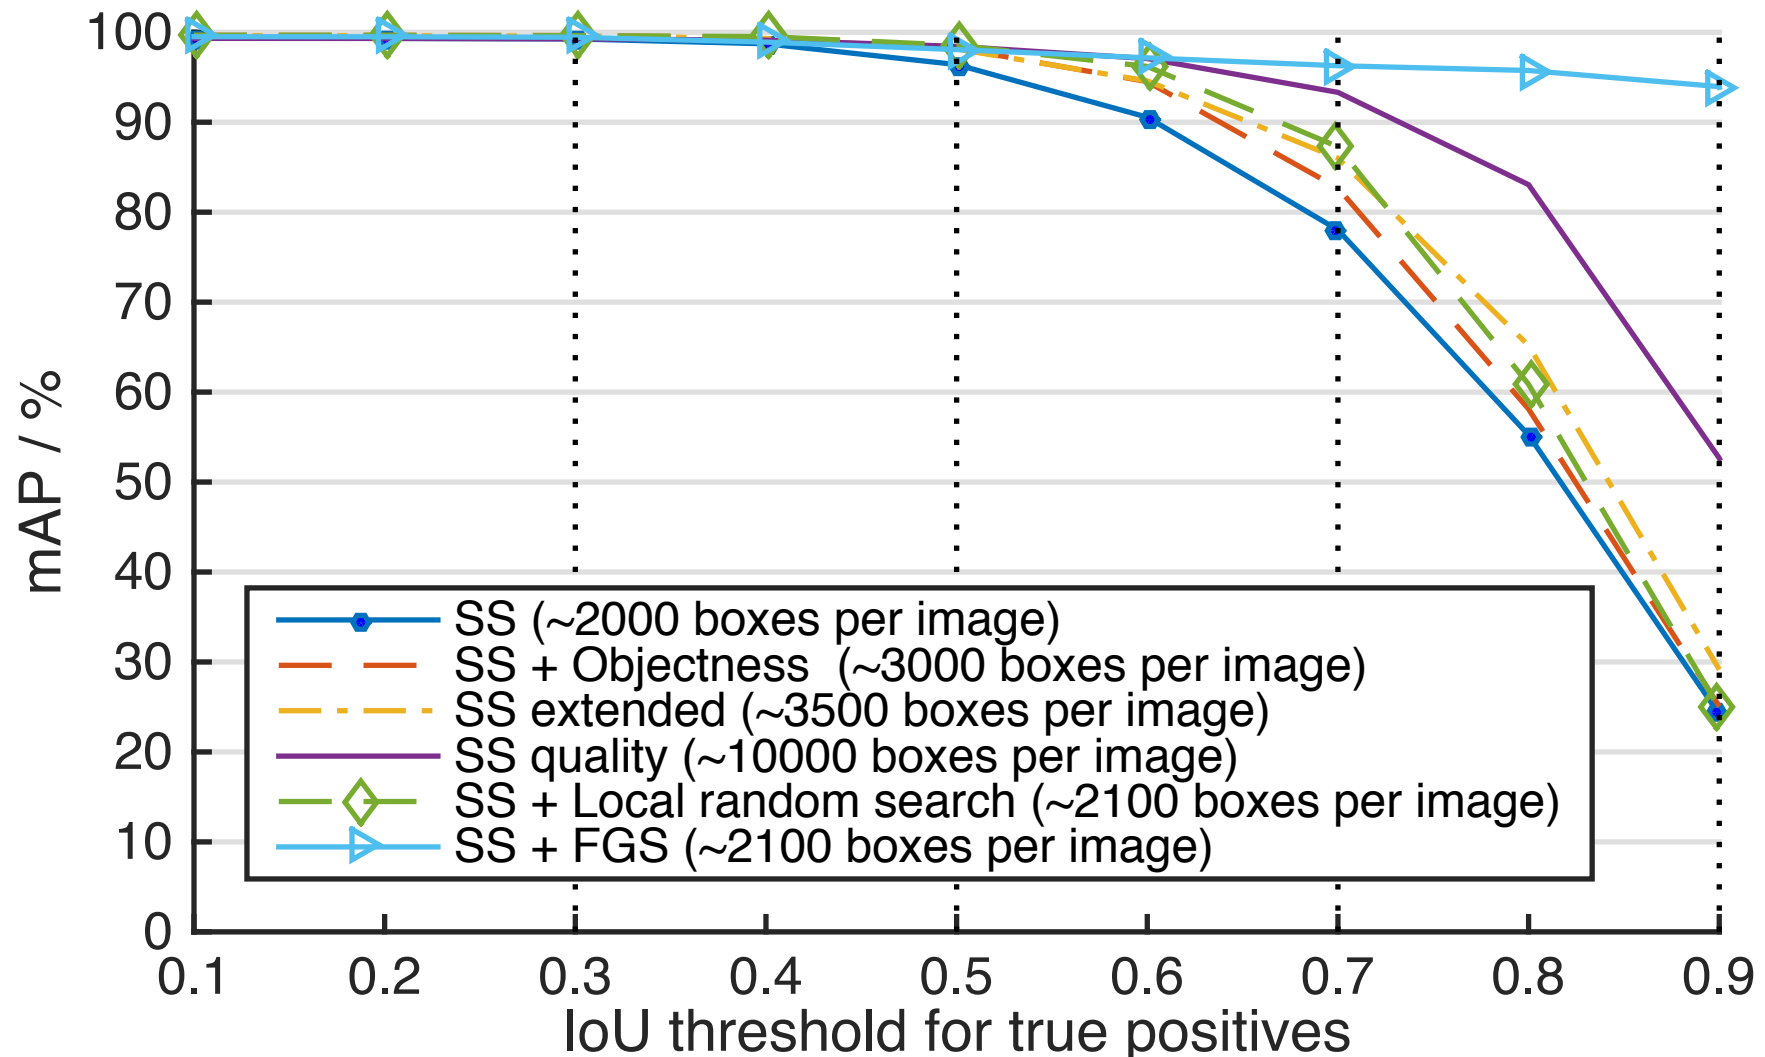 mAP / %
100
90
80
70
60
50
40
30
20
10
0
SS (~2000 boxes per image)
SS + Objectness (~3000 boxes per image)
SS extended (~3500 boxes per image)
SS quality (~10000 boxes per image)
SS + Local random search (~2100 boxes per image)
SS + FGS (~2100 boxes per image)
0.1 0.2 0.3 0.4 0.5 0.6 0.7 0.8 0.9
IoU threshold for true positives